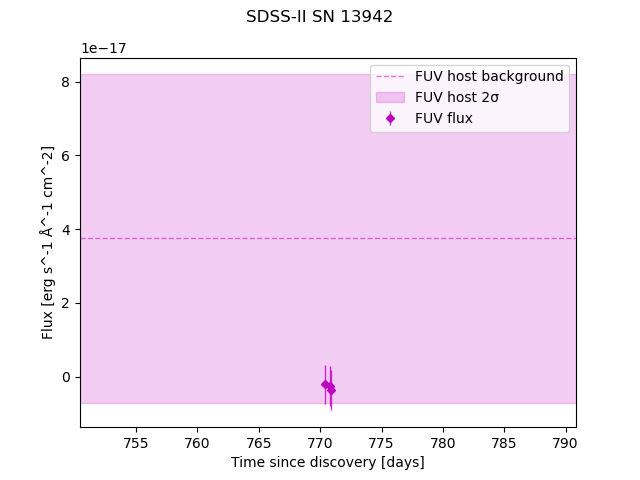 SDSS-II SN 13942
1e−17
FUV host background
FUV host 2σ
FUV flux
8
6
4
2
0
Flux [erg s^-1 Å^-1 cm^-2]
755 760 765 770 775 780 785 790
Time since discovery [days]